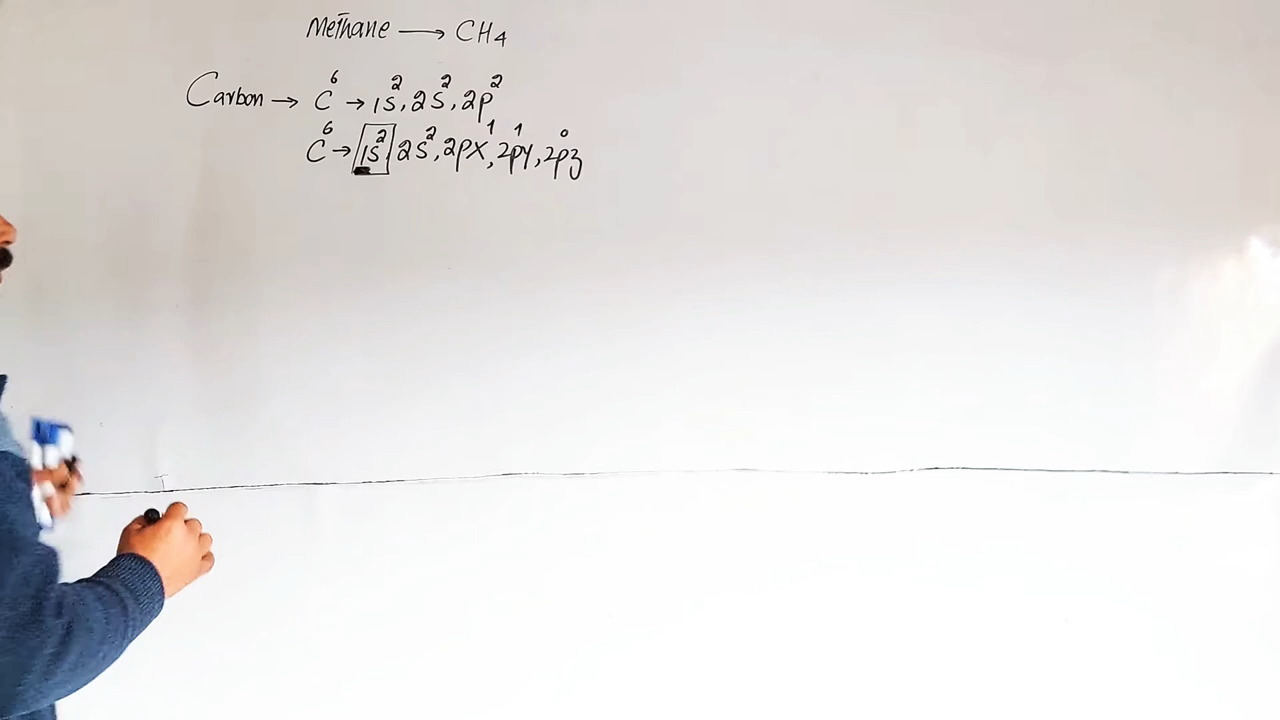 Methane → CH₄
Carbon → C⁶ → 1s², 2s², 2p²
C⁶ → 1s², 2s², 2px¹, 2py¹, 2pz⁰